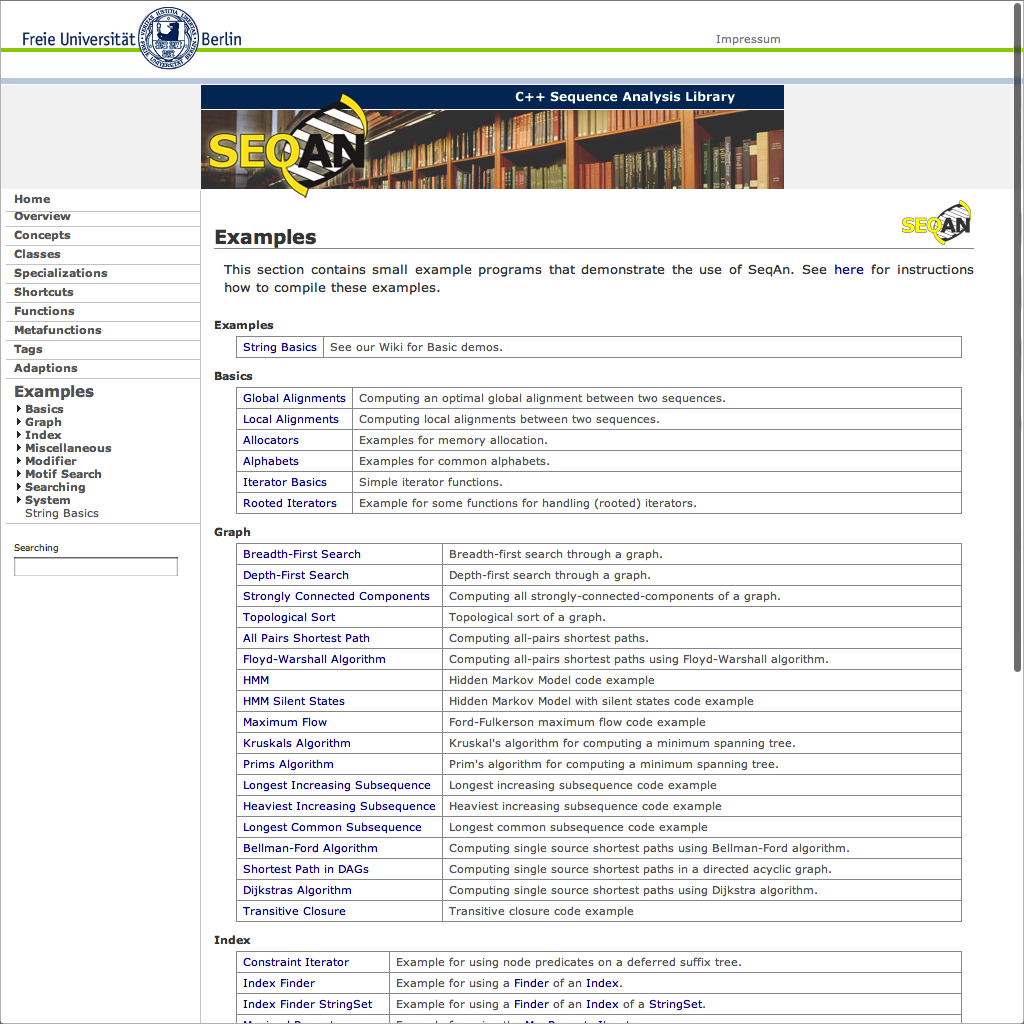 Freie Universität Berlin
Impressum
C++ Sequence Analysis Library
SEQAN
Home
Overview
Concepts
Classes
Specializations
Shortcuts
Functions
Metafunctions
Tags
Adaptions
Examples
Basics
Graph
Index
Miscellaneous
Modifier
Motif Search
Searching
System
String Basics
Searching
SEQAN
Examples
This section contains small example programs that demonstrate the use of SeqAn. See here for instructions
how to compile these examples.
Examples
String Basics See our Wiki for Basic demos.
Basics
Global Alignments Computing an optimal global alignment between two sequences.
Local Alignments Computing local alignments between two sequences.
Allocators Examples for memory allocation.
Alphabets Examples for common alphabets.
Iterator Basics Simple iterator functions.
Rooted Iterators Example for some functions for handling (rooted) iterators.
Graph
Breadth-First Search Breadth-first search through a graph.
Depth-First Search Depth-first search through a graph.
Strongly Connected Components Computing all strongly-connected-components of a graph.
Topological Sort Topological sort of a graph.
All Pairs Shortest Path Computing all-pairs shortest paths.
Floyd-Warshall Algorithm Computing all-pairs shortest paths using Floyd-Warshall algorithm.
HMM Hidden Markov Model code example
HMM Silent States Hidden Markov Model with silent states code example
Maximum Flow Ford-Fulkerson maximum flow code example
Kruskals Algorithm Kruskal's algorithm for computing a minimum spanning tree.
Prims Algorithm Prim's algorithm for computing a minimum spanning tree.
Longest Increasing Subsequence Longest increasing subsequence code example
Heaviest Increasing Subsequence Heaviest increasing subsequence code example
Longest Common Subsequence Longest common subsequence code example
Bellman-Ford Algorithm Computing single source shortest paths using Bellman-Ford algorithm.
Shortest Path in DAGs Computing single source shortest paths in a directed acyclic graph.
Dijkstras Algorithm Computing single source shortest paths using Dijkstra algorithm.
Transitive Closure Transitive closure code example
Index
Constraint Iterator Example for using node predicates on a deferred suffix tree.
Index Finder Example for using a Finder of an Index.
Index Finder StringSet Example for using a Finder of an Index of a StringSet.